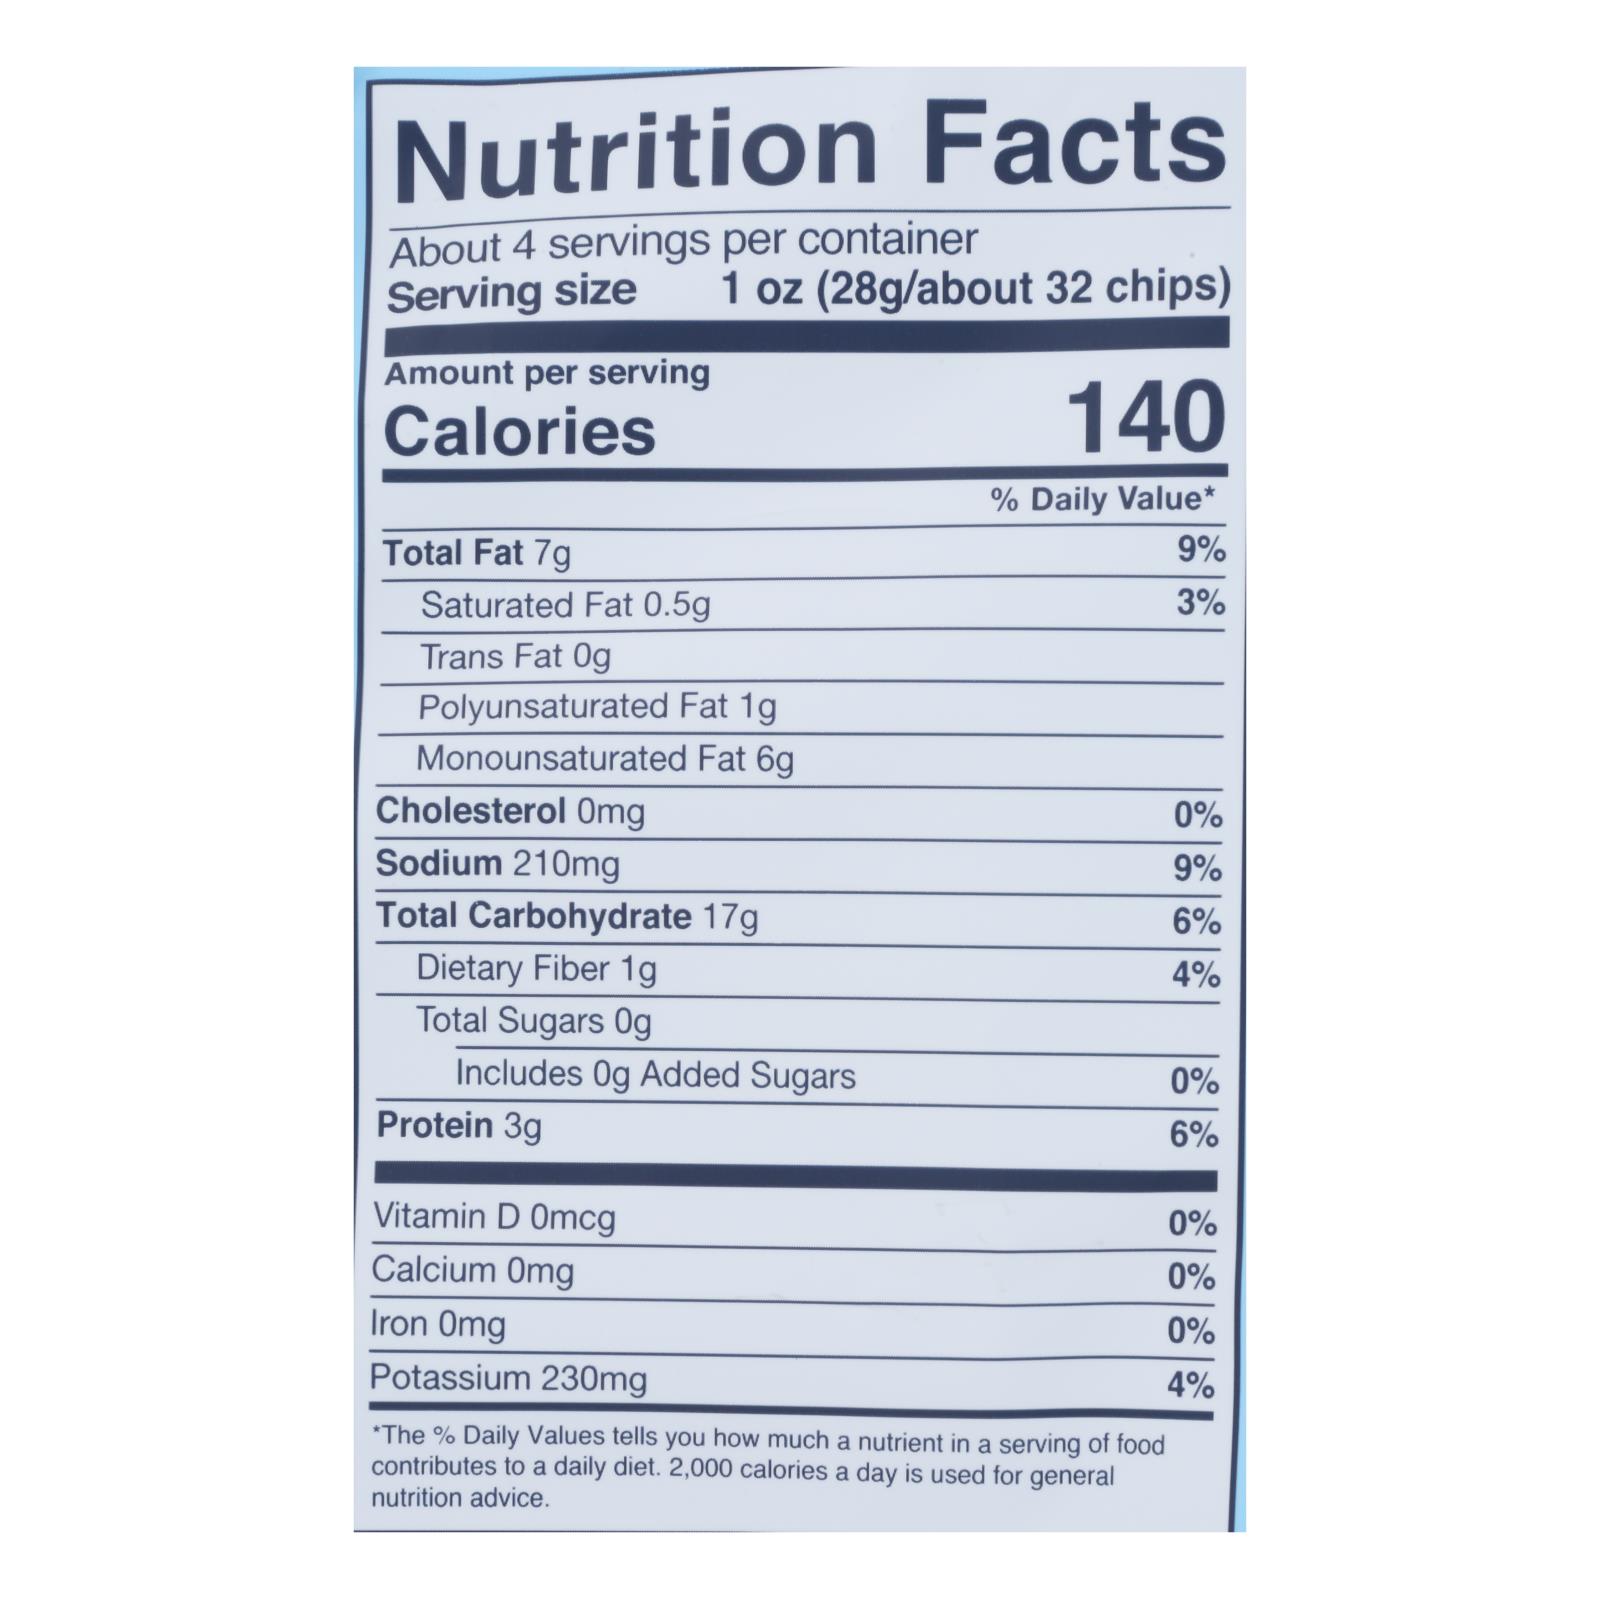 Nutrition Facts
About 4 servings per container
Serving size 1 oz (28g/about 32 chips)
Amount per serving
Calories 140
% Daily Value*
Total Fat 7g 9%
Saturated Fat 0.5g 3%
Trans Fat 0g
Polyunsaturated Fat 1g
Monounsaturated Fat 6g
Cholesterol 0mg 0%
Sodium 210mg 9%
Total Carbohydrate 17g 6%
Dietary Fiber 1g 4%
Total Sugars 0g
Includes 0g Added Sugars 0%
Protein 3g 6%
Vitamin D 0mcg 0%
Calcium 0mg 0%
Iron 0mg 0%
Potassium 230mg 4%
*The % Daily Values tells you how much a nutrient in a serving of food
contributes to a daily diet. 2,000 calories a day is used for general
nutrition advice.